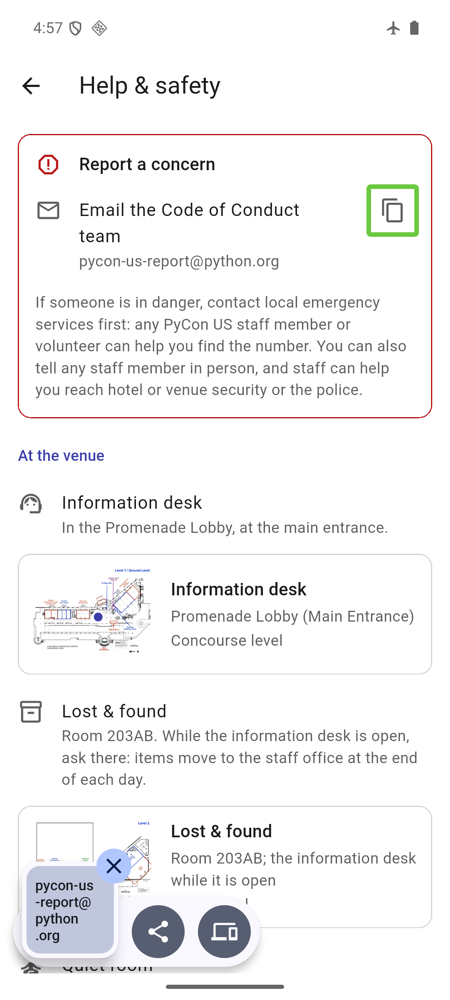 4:57
Help & safety
Report a concern
Email the Code of Conduct
team
pycon-us-report@python.org
If someone is in danger, contact local emergency
services first: any PyCon US staff member or
volunteer can help you find the number. You can also
tell any staff member in person, and staff can help
you reach hotel or venue security or the police.
At the venue
Information desk
In the Promenade Lobby, at the main entrance.
Level 1 / Ground Level
Information desk
Promenade Lobby (Main Entrance)
Concourse level
Lost & found
Room 203AB. While the information desk is open,
ask there: items move to the staff office at the end
of each day.
Level 2
Lost & found
Room 203AB; the information desk
while it is open
pycon-us
-report@
python
.org
Quiet room